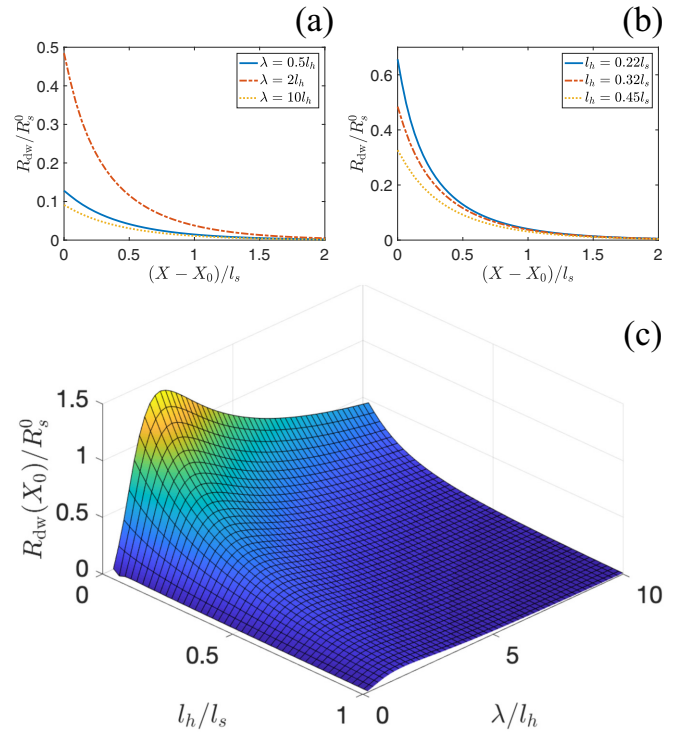 (a)
0.5
0.4
0.3
0.2
0.1
0
R_dw/R_s^0
λ = 0.5l_h
λ = 2l_h
λ = 10l_h
0 0.5 1 1.5 2
(X − X_0)/l_s
(b)
0.6
0.4
0.2
0
R_dw/R_s^0
l_h = 0.22l_s
l_h = 0.32l_s
l_h = 0.45l_s
0 0.5 1 1.5 2
(X − X_0)/l_s
(c)
1.5
1
0.5
0
R_dw(X_0)/R_s^0
0
0.5
1
l_h/l_s
0
5
10
λ/l_h